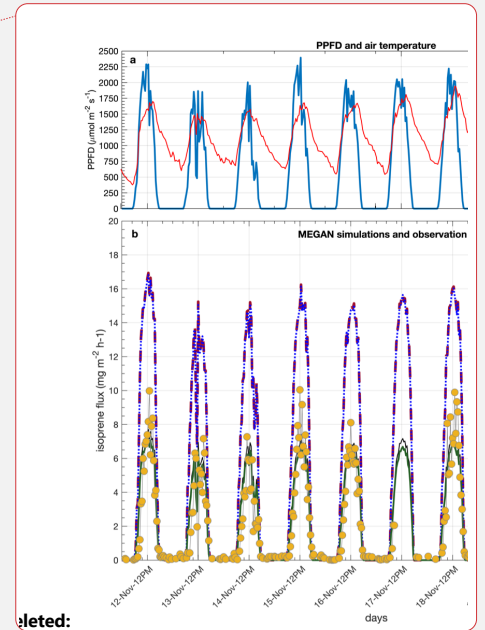 PPFD and air temperature
a
PPFD (μmol m⁻² s⁻¹)
2500
2250
2000
1750
1500
1250
1000
750
500
250
0
b
MEGAN simulations and observation
isoprene flux (mg m⁻² h-1)
20
18
16
14
12
10
8
6
4
2
0
12-Nov-12PM
13-Nov-12PM
14-Nov-12PM
15-Nov-12PM
16-Nov-12PM
17-Nov-12PM
18-Nov-12PM
days
eleted: